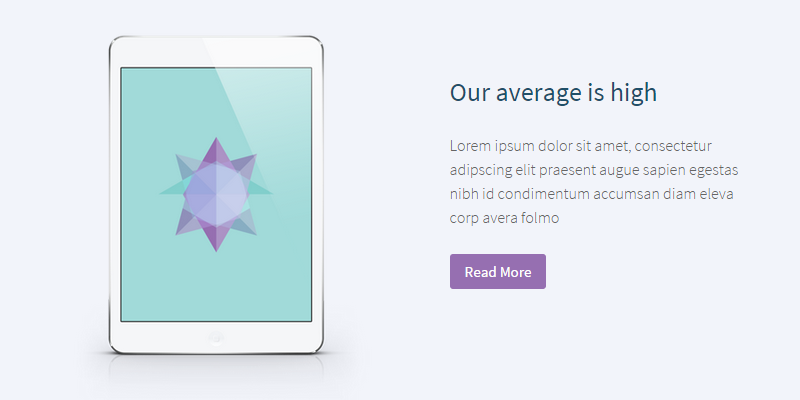 Our average is high
Lorem ipsum dolor sit amet, consectetur
adipscing elit praesent augue sapien egestas
nibh id condimentum accumsan diam eleva
corp avera folmo
Read More